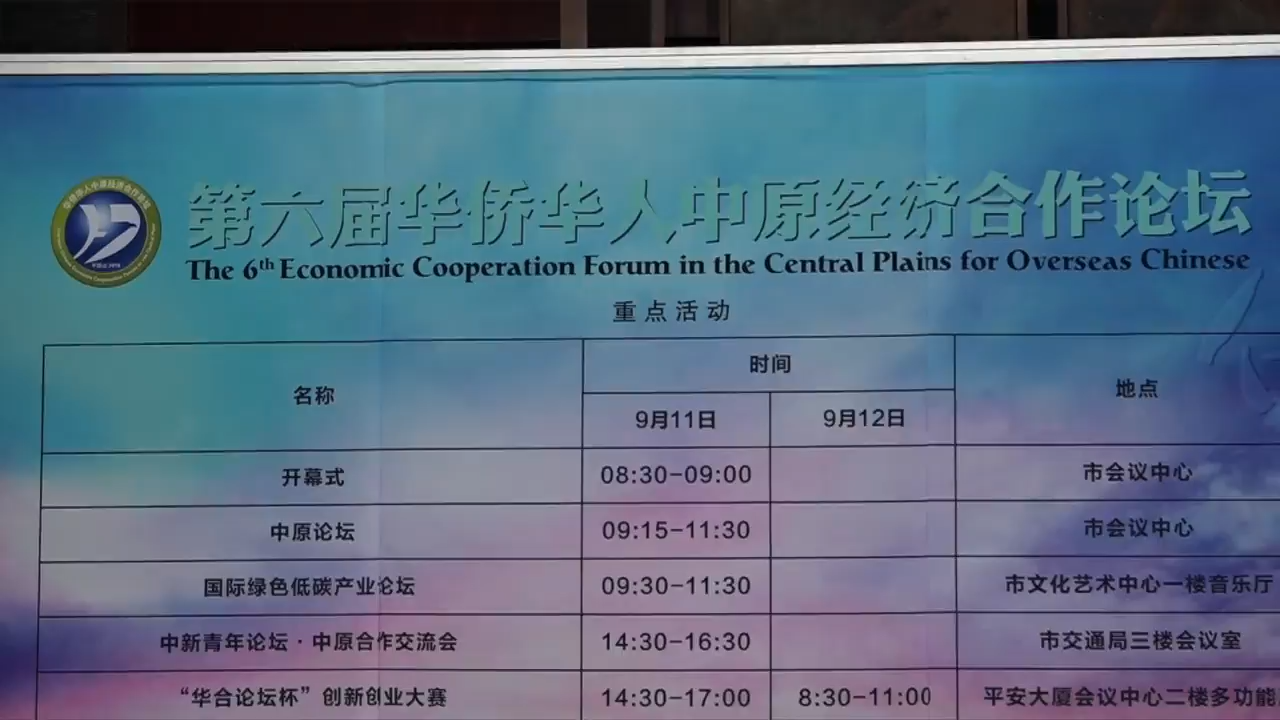 第六届华侨华人中原经济合作论坛
The 6th Economic Cooperation Forum in the Central Plains for Overseas Chinese
重点活动
名称 时间 地点
9月11日 9月12日
开幕式 08:30-09:00 市会议中心
中原论坛 09:15-11:30 市会议中心
国际绿色低碳产业论坛 09:30-11:30 市文化艺术中心一楼音乐厅
中新青年论坛·中原合作交流会 14:30-16:30 市交通局三楼会议室
“华合论坛杯”创新创业大赛 14:30-17:00 8:30-11:00 平安大厦会议中心二楼多功能